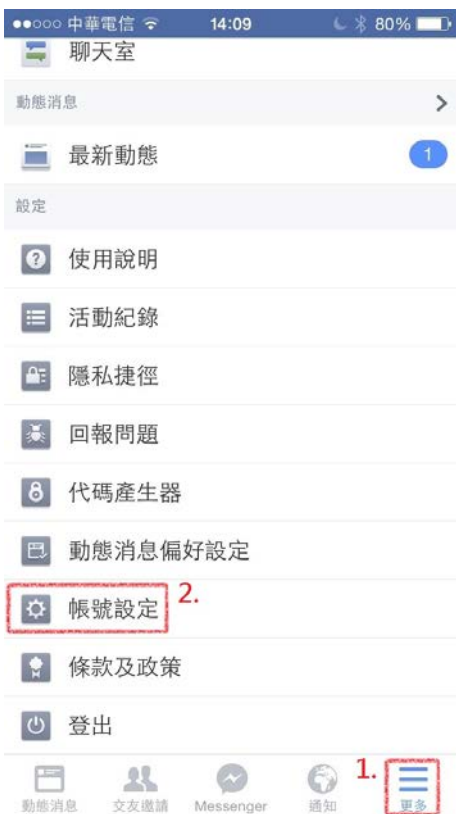 中華電信 14:09 80%
聊天室
動態消息
最新動態 1
設定
使用說明
活動紀錄
隱私捷徑
回報問題
代碼產生器
動態消息偏好設定
帳號設定 2.
條款及政策
登出
1.
動態消息 交友邀請 Messenger 通知 更多